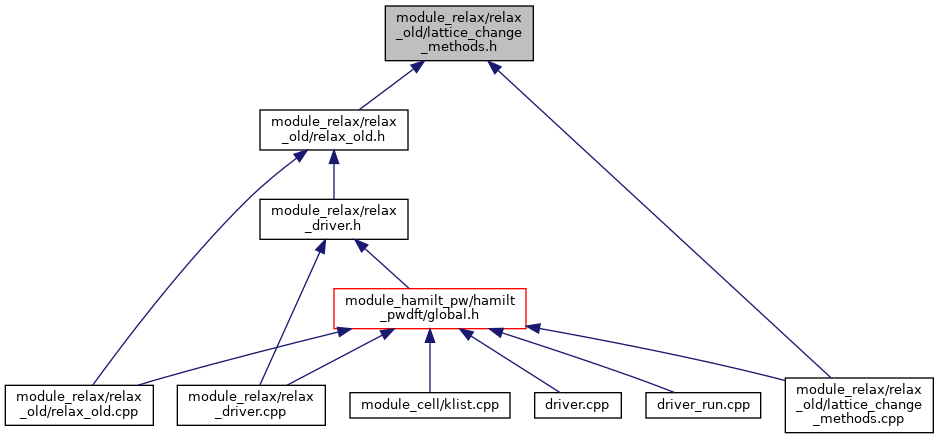 module_relax/relax
_old/lattice_change
_methods.h
module_relax/relax
_old/relax_old.h
module_relax/relax
_driver.h
module_hamilt_pw/hamilt
_pwdft/global.h
module_relax/relax
_old/relax_old.cpp
module_relax/relax
_driver.cpp
module_cell/klist.cpp
driver.cpp
driver_run.cpp
module_relax/relax
_old/lattice_change
_methods.cpp